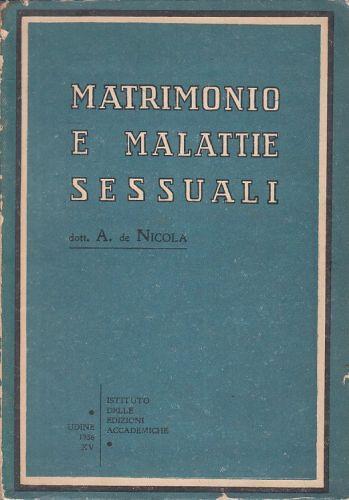 MATRIMONIO
E MALATTIE
SESSUALI
dott. A. de NICOLA
ISTITUTO
DELLE
EDIZIONI
ACCADEMICHE
UDINE
1936
XV